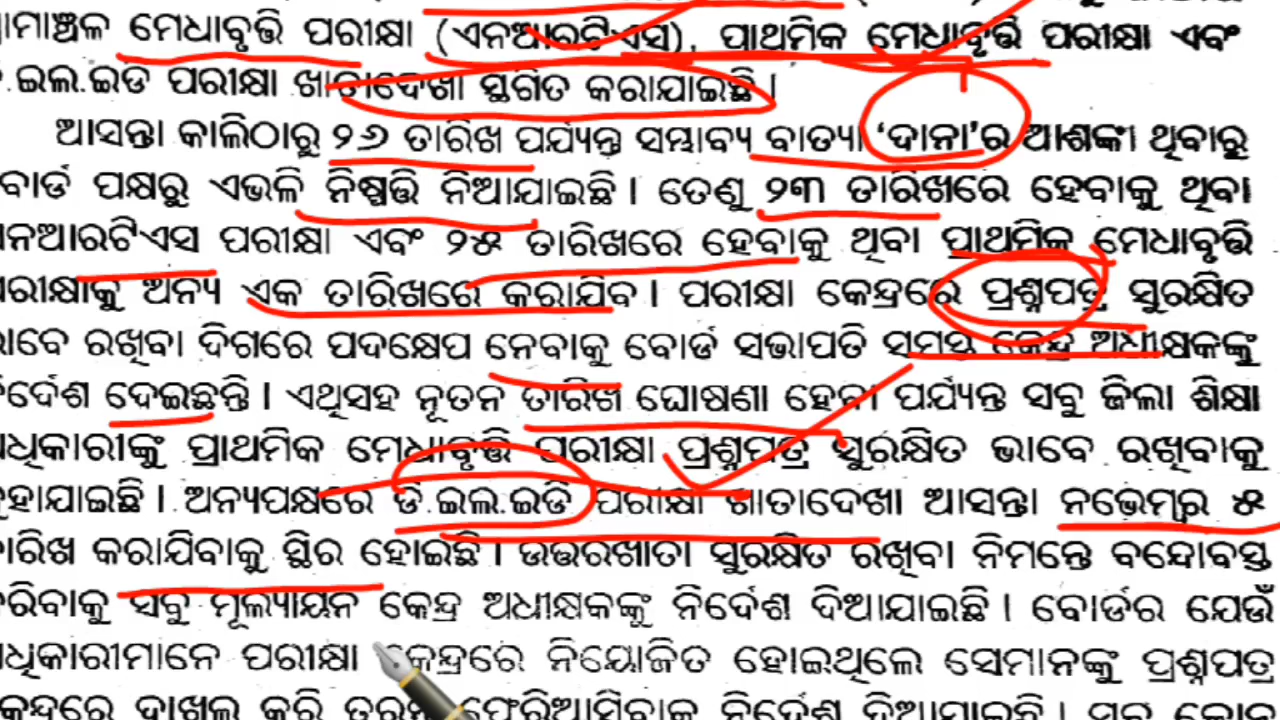 ମେଧାବୃତ୍ତି ପରୀକ୍ଷା (ଏନଆରଟିଏସ), ପ୍ରାଥମିକ ମେଧାବୃତ୍ତି ପରୀକ୍ଷା ଏବଂ
ଇଲ.ଇଡି ପରୀକ୍ଷା ଖାତାଦେଖା ସ୍ଥଗିତ କରାଯାଇଛି ।
ଆସନ୍ତା କାଲିଠାରୁ ୨୬ ତାରିଖ ପର୍ଯ୍ୟନ୍ତ ସମ୍ଭାବ୍ୟ ବାତ୍ୟା ‘ଦାନା’ର ଆଶଙ୍କା ଥିବାରୁ
ପକ୍ଷରୁ ଏଭଳି ନିଷ୍ପତ୍ତି ନିଆଯାଇଛି । ତେଣୁ ୨୩ ତାରିଖରେ ହେବାକୁ ଥିବା
ପରୀକ୍ଷା ଏବଂ ୨୫ ତାରିଖରେ ହେବାକୁ ଥିବା ପ୍ରାଥମିକ ମେଧାବୃତ୍ତି
ଅନ୍ୟ ଏକ ତାରିଖରେ କରାଯିବ । ପରୀକ୍ଷା କେନ୍ଦ୍ରରେ ପ୍ରଶ୍ନପତ୍ର ସୁରକ୍ଷିତ
ରଖିବା ଦିଗରେ ପଦକ୍ଷେପ ନେବାକୁ ବୋର୍ଡ ସଭାପତି ସମସ୍ତ କେନ୍ଦ୍ର ଅଧୀକ୍ଷକଙ୍କୁ
ଦେଇଛନ୍ତି । ଏଥିସହ ନୂତନ ତାରିଖ ଘୋଷଣା ହେବା ପର୍ଯ୍ୟନ୍ତ ସବୁ ଜିଲା ଶିକ୍ଷା
ପ୍ରାଥମିକ ମେଧାବୃତ୍ତି ପରୀକ୍ଷା ପ୍ରଶ୍ନପତ୍ର ସୁରକ୍ଷିତ ଭାବେ ରଖିବାକୁ
ଅନ୍ୟପକ୍ଷରେ ଡି.ଇଲ.ଇଡି ପରୀକ୍ଷା ଖାତାଦେଖା ଆସନ୍ତା ନଭେମ୍ବର ୫
କରାଯିବାକୁ ସ୍ଥିର ହୋଇଛି । ଉତ୍ତରଖାତା ସୁରକ୍ଷିତ ରଖିବା ନିମନ୍ତେ ବନ୍ଦୋବସ୍ତ
ସବୁ ମୂଲ୍ୟାୟନ କେନ୍ଦ୍ର ଅଧୀକ୍ଷକଙ୍କୁ ନିର୍ଦେଶ ଦିଆଯାଇଛି । ବୋର୍ଡର ଯେଉଁ
ପରୀକ୍ଷା କେନ୍ଦ୍ରରେ ନିୟୋଜିତ ହୋଇଥିଲେ ସେମାନଙ୍କୁ ପ୍ରଶ୍ନପତ୍ର
ଦାଖଲ କରି